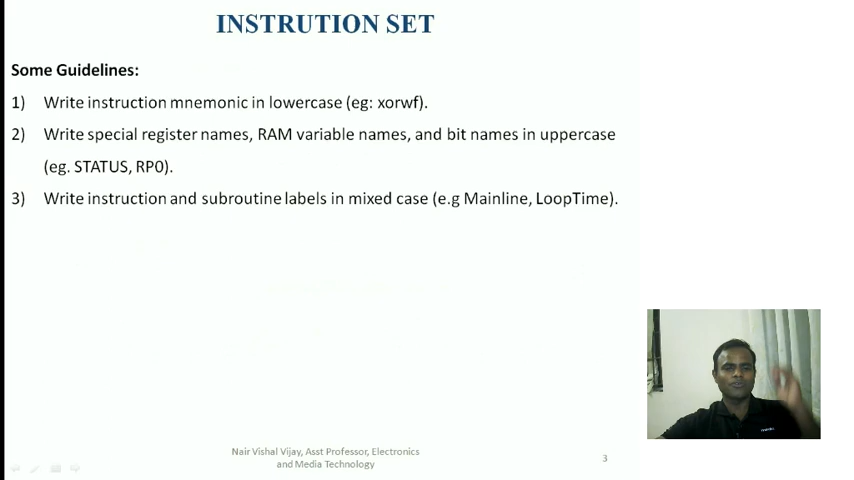 INSTRUTION SET
Some Guidelines:
1) Write instruction mnemonic in lowercase (eg: xorwf).
2) Write special register names, RAM variable names, and bit names in uppercase
(eg. STATUS, RP0).
3) Write instruction and subroutine labels in mixed case (e.g Mainline, LoopTime).
Nair Vishal Vijay, Asst Professor, Electronics
and Media Technology
3